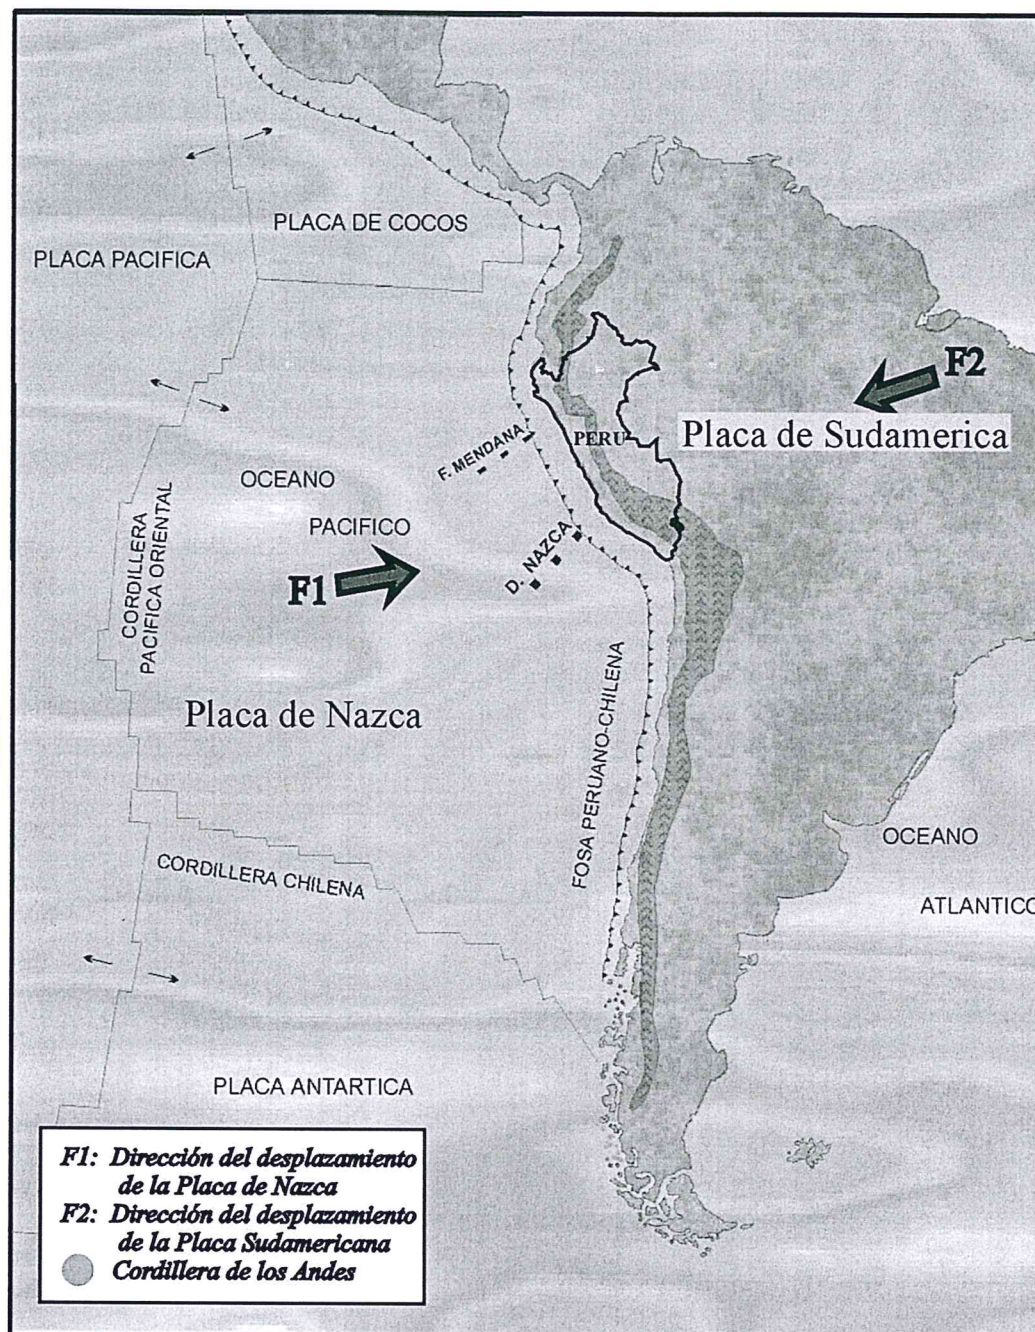 PLACA DE COCOS
PLACA PACIFICA
F2
Placa de Sudamerica
PERU
F. MENDANA
OCEANO
PACIFICO
D. NAZCA
F1
CORDILLERA
PACIFICA ORIENTAL
FOSA PERUANO-CHILENA
Placa de Nazca
CORDILLERA CHILENA
OCEANO
ATLANTICO
PLACA ANTARTICA
F1: Dirección del desplazamiento
de la Placa de Nazca
F2: Dirección del desplazamiento
de la Placa Sudamericana
Cordillera de los Andes